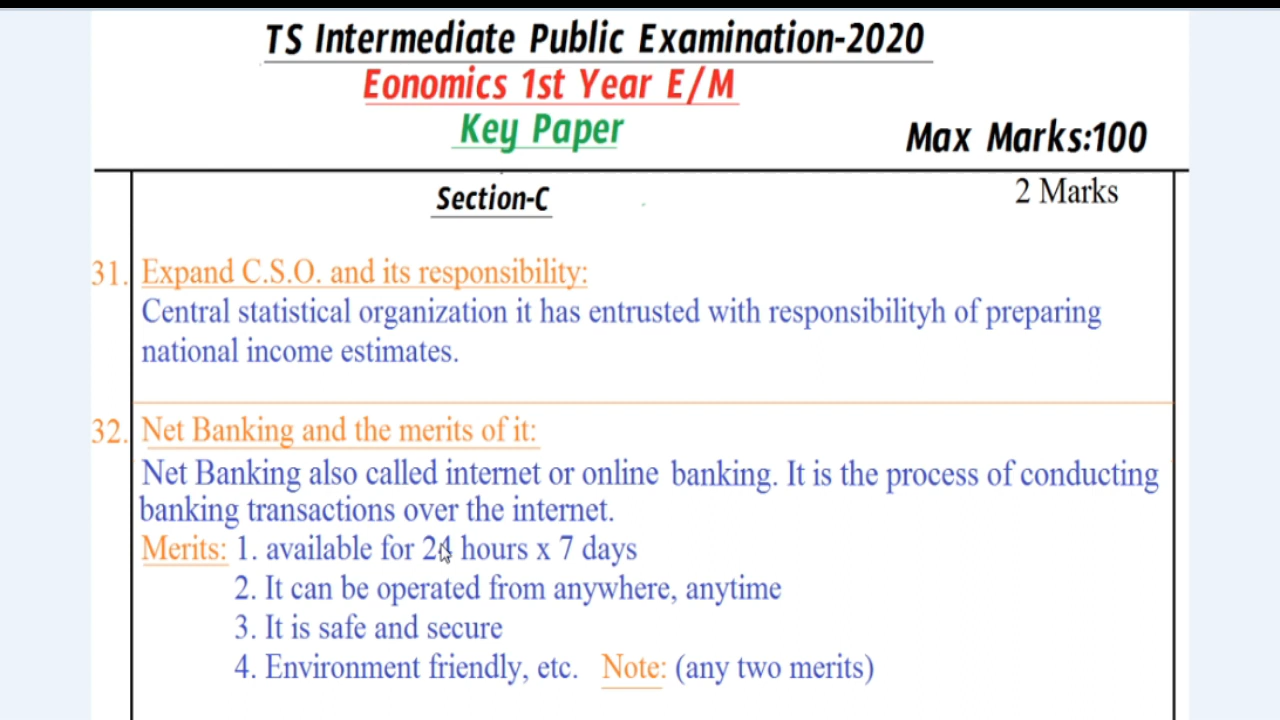 TS Intermediate Public Examination-2020
Eonomics 1st Year E/M
Key Paper
Max Marks:100
Section-C
2 Marks
31. Expand C.S.O. and its responsibility:
Central statistical organization it has entrusted with responsibilityh of preparing
national income estimates.
32. Net Banking and the merits of it:
Net Banking also called internet or online banking. It is the process of conducting
banking transactions over the internet.
Merits: 1. available for 24 hours x 7 days
2. It can be operated from anywhere, anytime
3. It is safe and secure
4. Environment friendly, etc. Note: (any two merits)